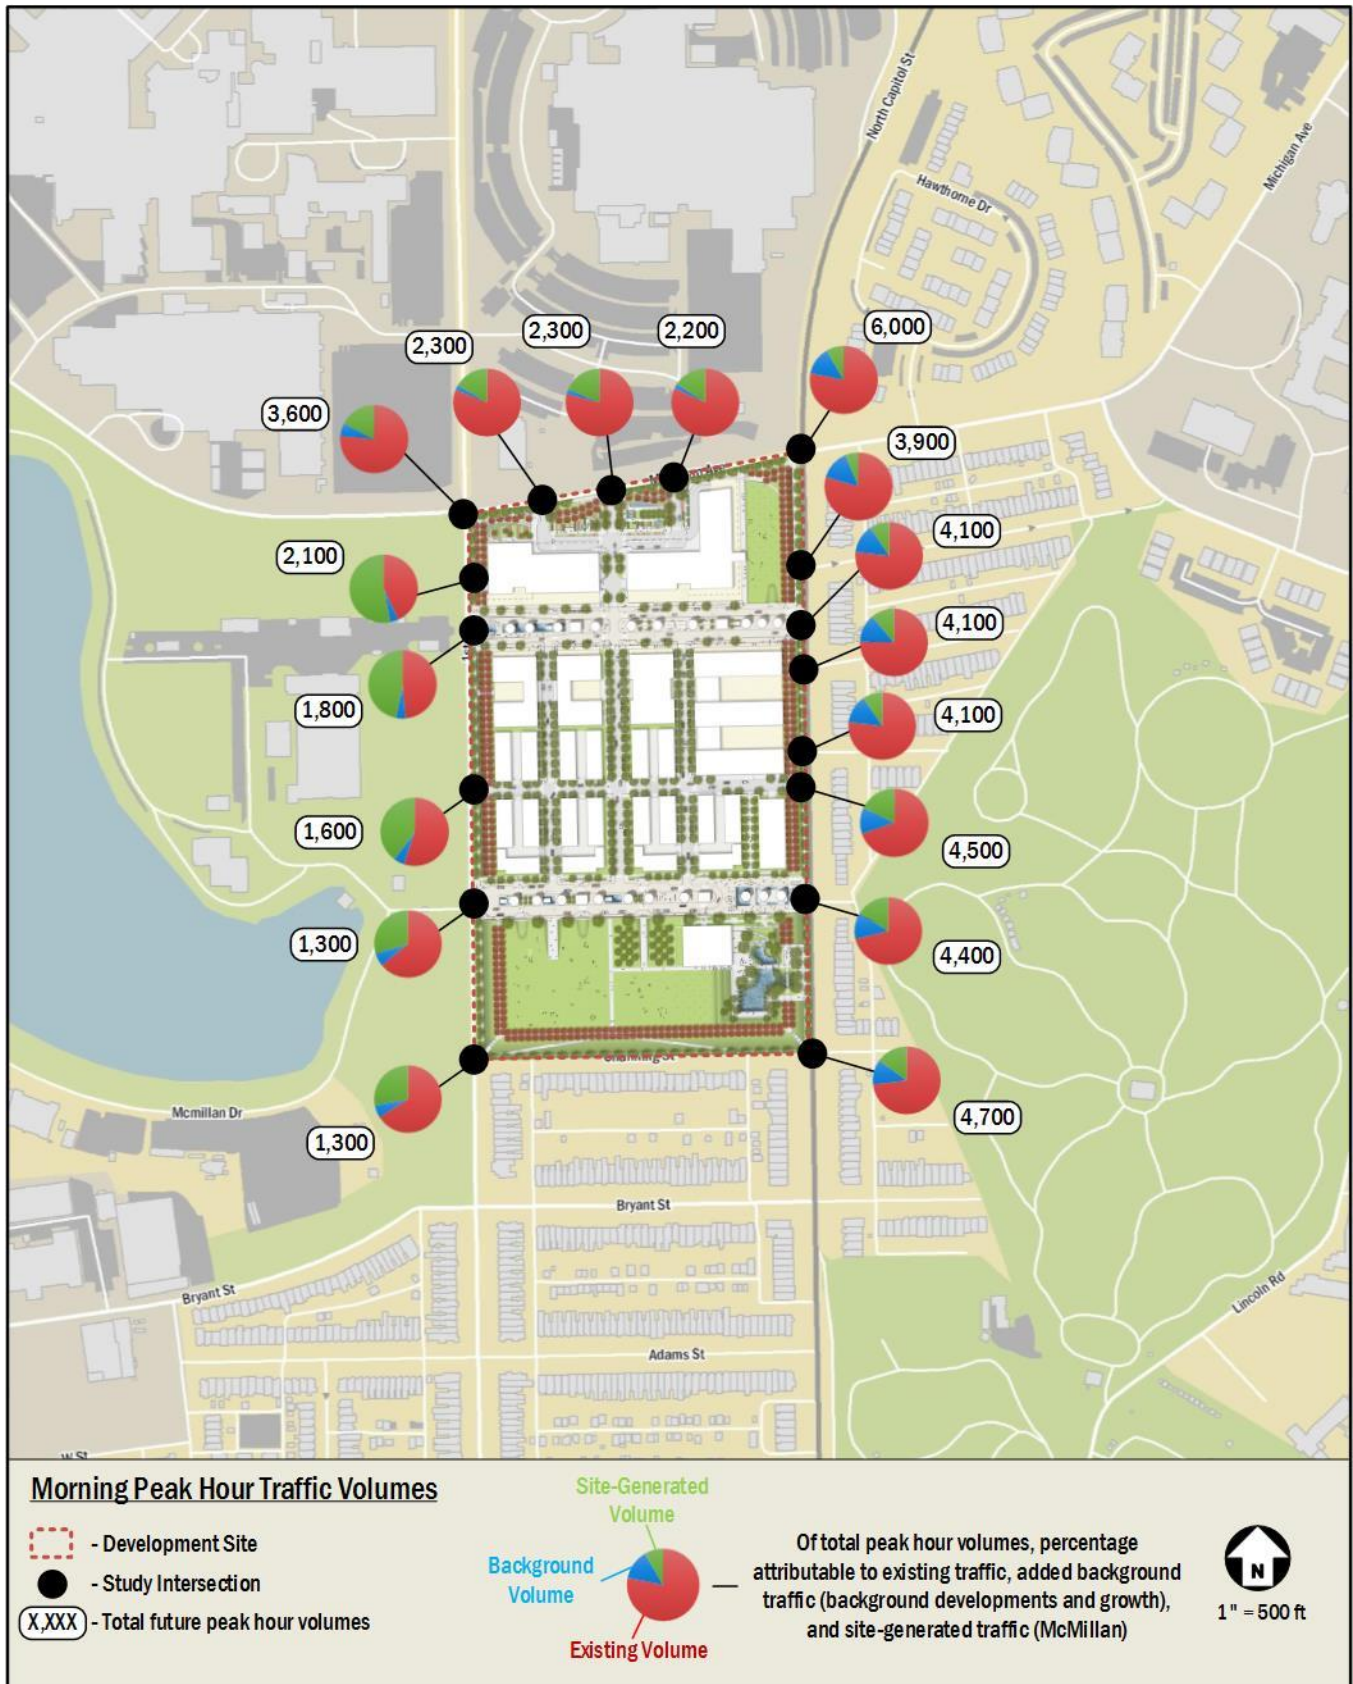 North Capitol St
Michigan Ave
Hawthorne Dr
6,000
2,300
2,300
2,200
3,600
3,900
4,100
2,100
4,100
1,800
4,100
1,600
4,500
1,300
4,400
4,700
Mcmillan Dr
1,300
Bryant St
Bryant St
Lincoln Rd
Adams St
W St
Morning Peak Hour Traffic Volumes
- Development Site
- Study Intersection
X,XXX - Total future peak hour volumes
Site-Generated
Volume
Background
Volume
Existing Volume
Of total peak hour volumes, percentage
attributable to existing traffic, added background
traffic (background developments and growth),
and site-generated traffic (McMillan)
N
1" = 500 ft